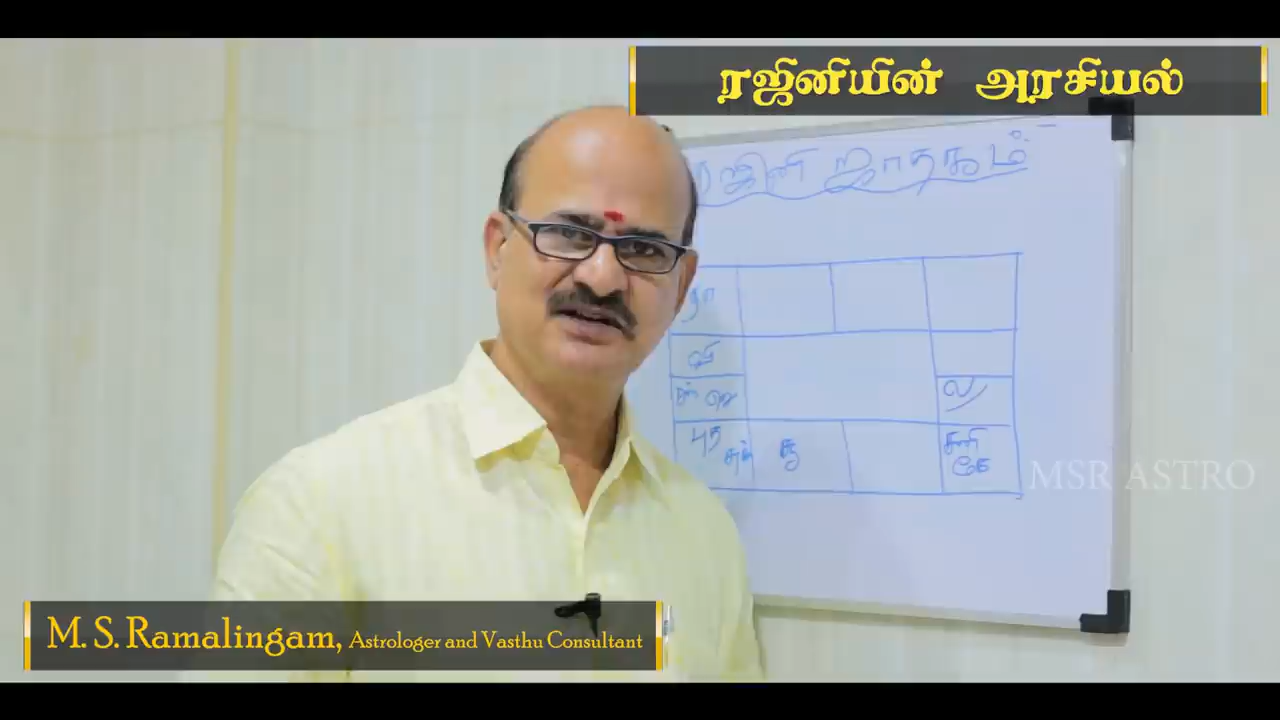 ரஜினியின் அரசியல்
ரஜினி ஜாதகம்
ரா
வி
ல/
புத சுக் சூ சனி
கே
MSR ASTRO
M. S. Ramalingam, Astrologer and Vasthu Consultant